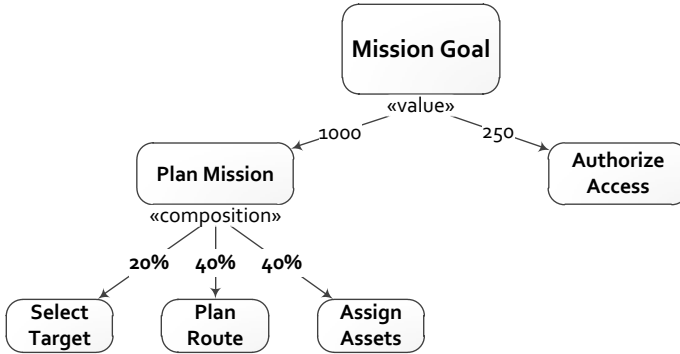 Mission Goal
«value»
1000
250
Plan Mission
Authorize
Access
«composition»
20%
40%
40%
Select
Target
Plan
Route
Assign
Assets